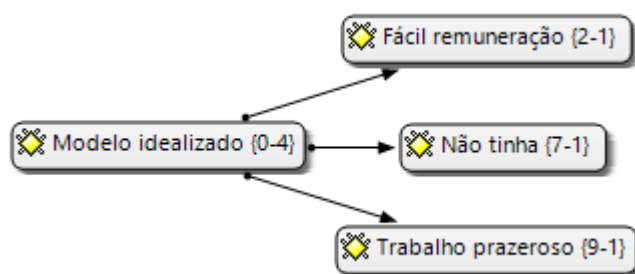 Fácil remuneração {2-1}
Modelo idealizado {0-4}
Não tinha {7-1}
Trabalho prazeroso {9-1}